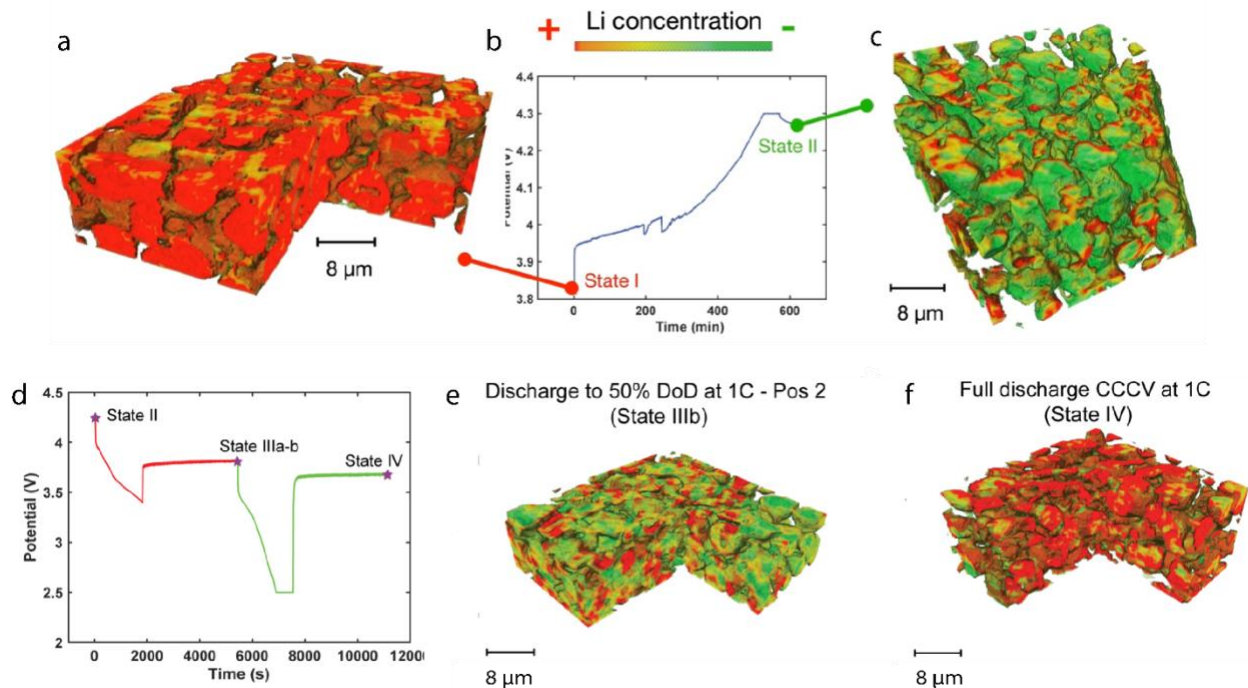 a
+ Li concentration -
b
c
8 µm
4.4
4.3
4.2
4.1
4
3.9
3.8
State I
State II
0 200 400 600
Time (min)
8 µm
d
4.5
4
3.5
3
2.5
2
Potential (V)
State II
State IIIa-b
State IV
0 2000 4000 6000 8000 10000 12000
Time (s)
e
Discharge to 50% DoD at 1C - Pos 2
(State IIIb)
8 µm
f
Full discharge CCCV at 1C
(State IV)
8 µm